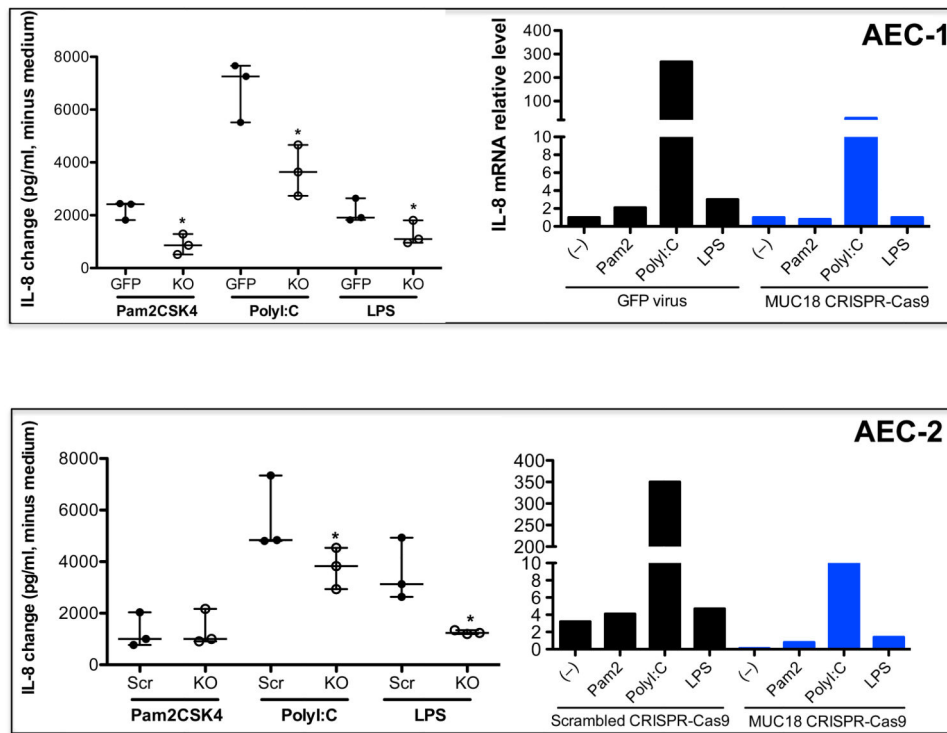 AEC-1
IL-8 change (pg/ml, minus medium)
8000
6000
4000
2000
0
*
*
*
GFP KO GFP KO GFP KO
Pam2CSK4 PolyI:C LPS
IL-8 mRNA relative level
400
300
200
100
10
8
6
4
2
0
(–) Pam2 PolyI:C LPS (–) Pam2 PolyI:C LPS
GFP virus MUC18 CRISPR-Cas9
AEC-2
IL-8 change (pg/ml, minus medium)
8000
6000
4000
2000
0
*
*
Scr KO Scr KO Scr KO
Pam2CSK4 PolyI:C LPS
400
350
300
250
200
10
8
6
4
2
0
(–) Pam2 PolyI:C LPS (–) Pam2 PolyI:C LPS
Scrambled CRISPR-Cas9 MUC18 CRISPR-Cas9